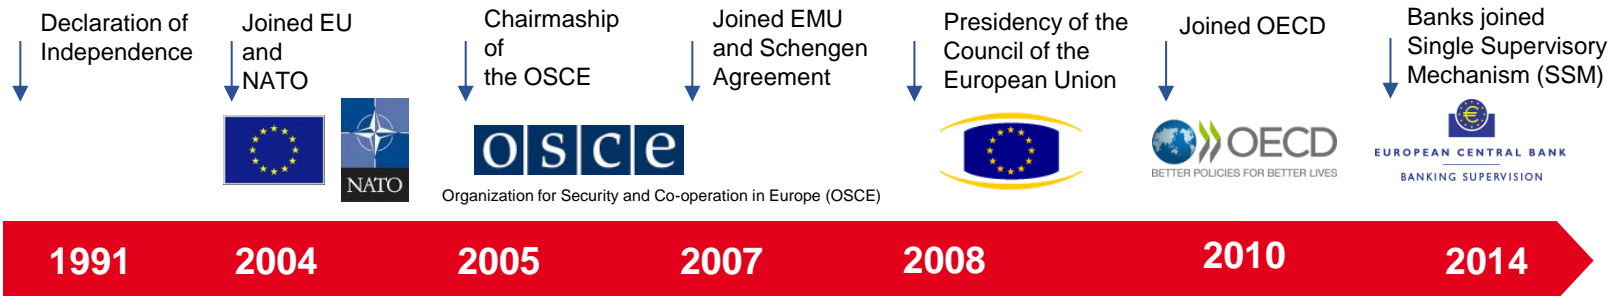 Declaration of
Independence
Joined EU
and
NATO
Chairmaship
of
the OSCE
Joined EMU
and Schengen
Agreement
Presidency of the
Council of the
European Union
Joined OECD
Banks joined
Single Supervisory
Mechanism (SSM)
NATO
osce
Organization for Security and Co-operation in Europe (OSCE)
OECD
BETTER POLICIES FOR BETTER LIVES
€
EUROPEAN CENTRAL BANK
BANKING SUPERVISION
1991
2004
2005
2007
2008
2010
2014